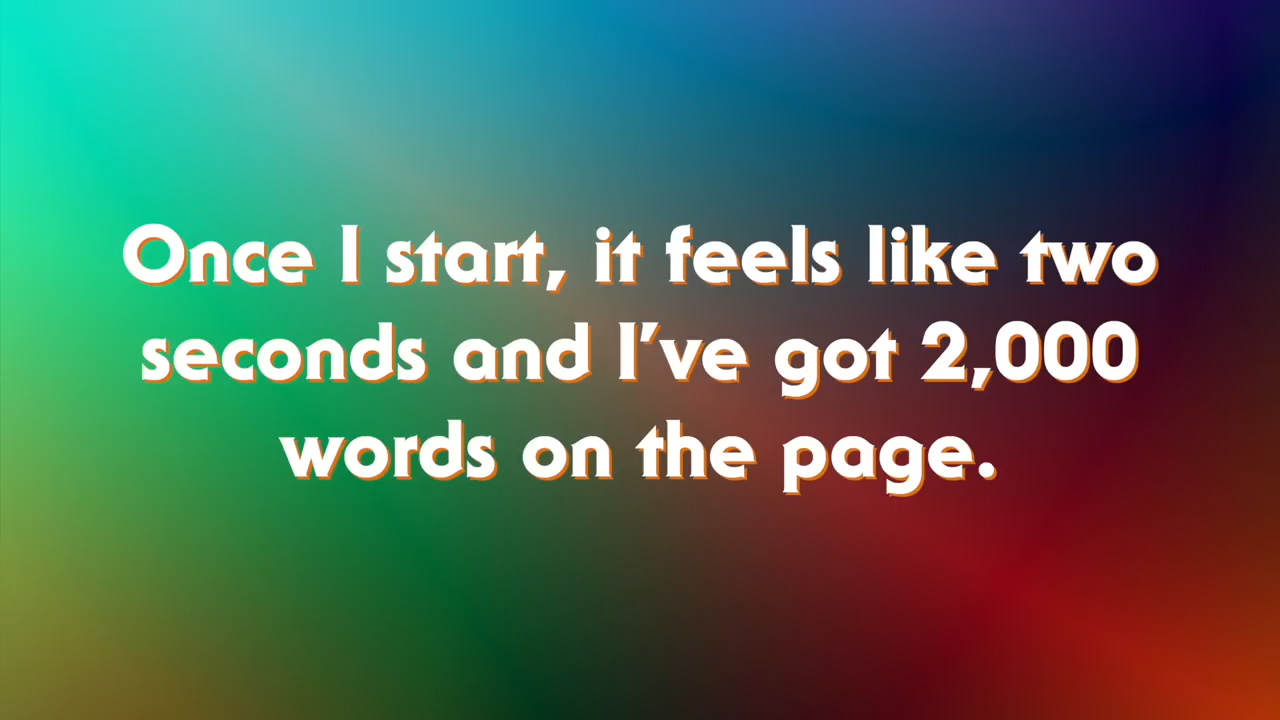 Once I start, it feels like two
seconds and I've got 2,000
words on the page.